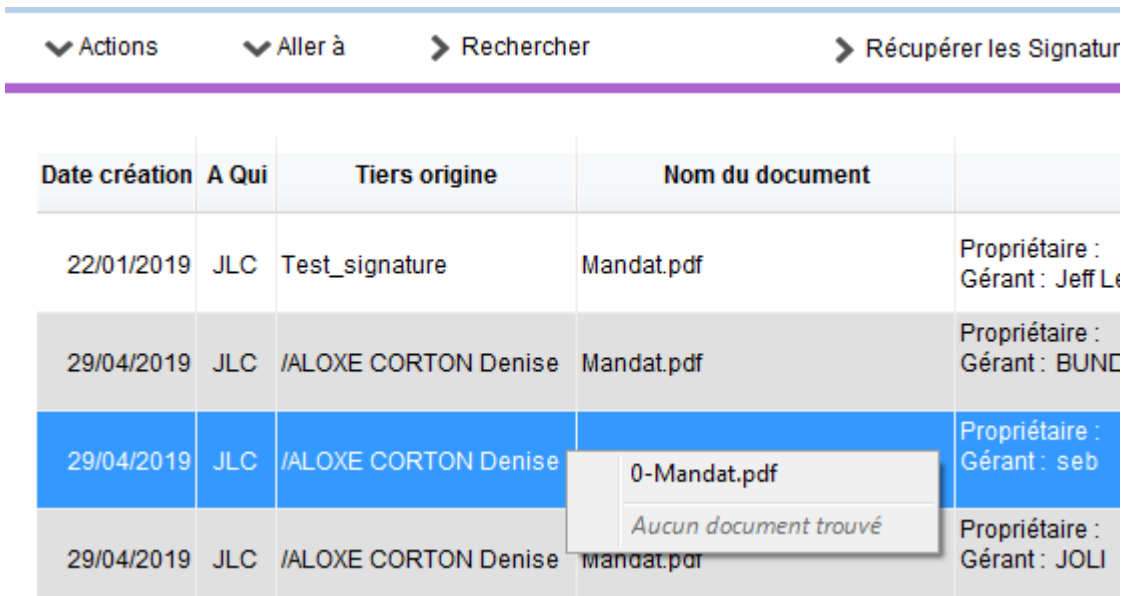 Actions Aller à Rechercher Récupérer les Signatur
Date création A Qui Tiers origine Nom du document
Propriétaire :
22/01/2019 JLC Test_signature Mandat.pdf
Gérant : Jeff Le
Propriétaire :
29/04/2019 JLC /ALOXE CORTON Denise Mandat.pdf
Gérant : BUND
Propriétaire :
29/04/2019 JLC /ALOXE CORTON Denise
Gérant : seb
0-Mandat.pdf
Aucun document trouvé
Propriétaire :
29/04/2019 JLC /ALOXE CORTON Denise Mandat.pdf
Gérant : JOLI